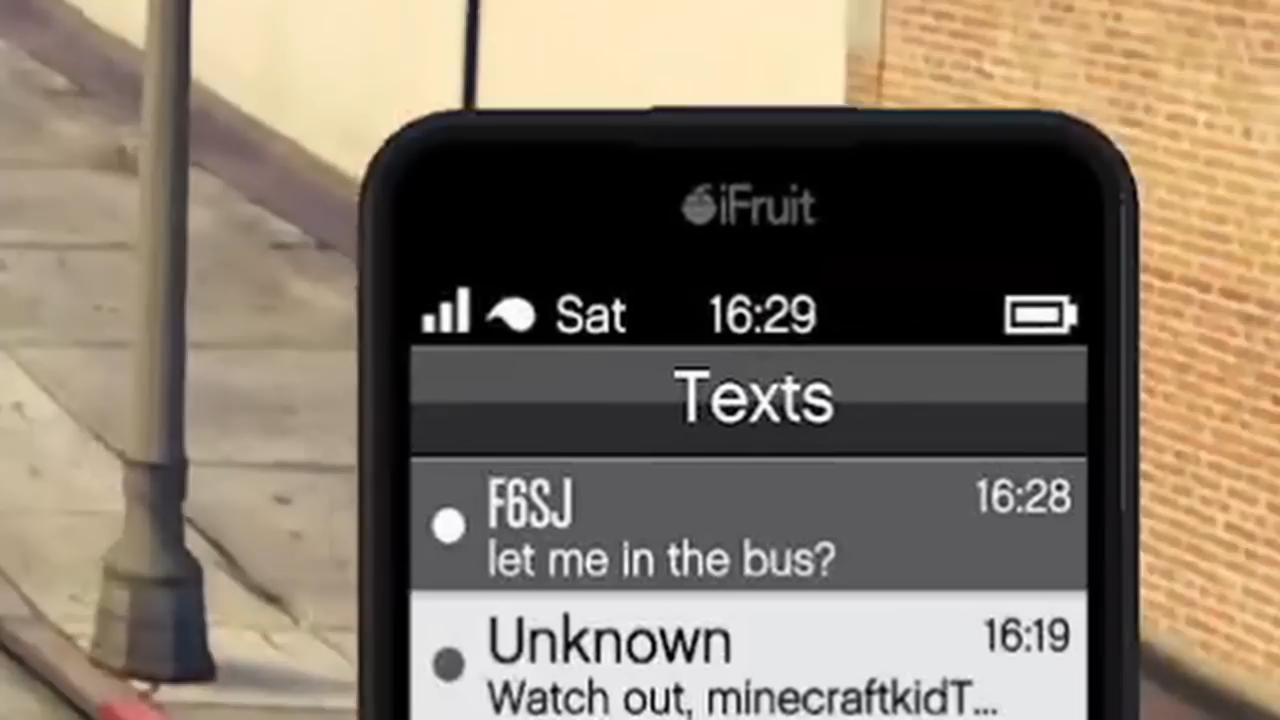 iFruit
Sat 16:29
Texts
F6SJ 16:28
let me in the bus?
Unknown 16:19
Watch out, minecraftkidT...